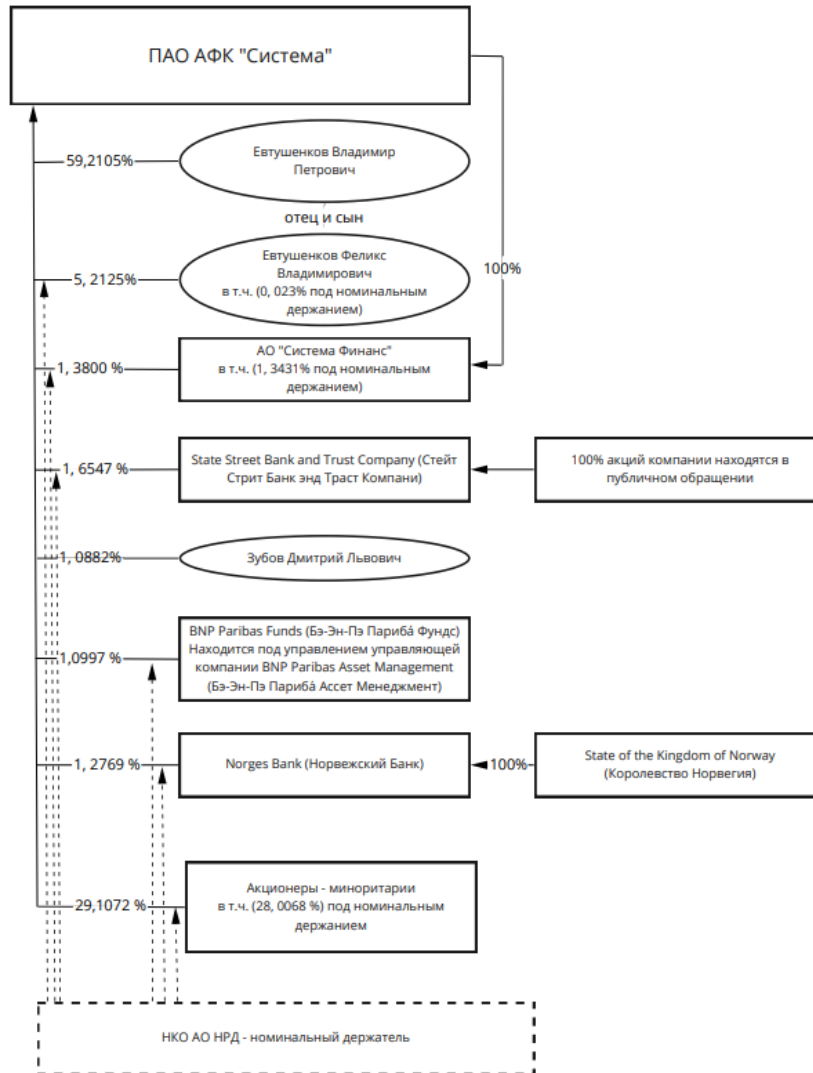 ПАО АФК "Система"
59,2105%
Евтушенков Владимир
Петрович
отец и сын
5, 2125%
Евтушенков Феликс
Владимирович
в т.ч. (0, 023% под номинальным
держанием)
100%
1, 3800 %
АО "Система Финанс"
в т.ч. (1, 3431% под номинальным
держанием)
1, 6547 %
State Street Bank and Trust Company (Стейт
Стрит Банк энд Траст Компани)
100% акций компании находятся в
публичном обращении
1, 0882%
Зубов Дмитрий Львович
1,0997 %
BNP Paribas Funds (Бэ-Эн-Пэ Париба́ Фундс)
Находится под управлением управляющей
компании BNP Paribas Asset Management
(Бэ-Эн-Пэ Париба́ Ассет Менеджмент)
1, 2769 %
Norges Bank (Норвежский Банк)
100%
State of the Kingdom of Norway
(Королевство Норвегия)
29,1072 %
Акционеры - миноритарии
в т.ч. (28, 0068 %) под номинальным
держанием
НКО АО НРД - номинальный держатель